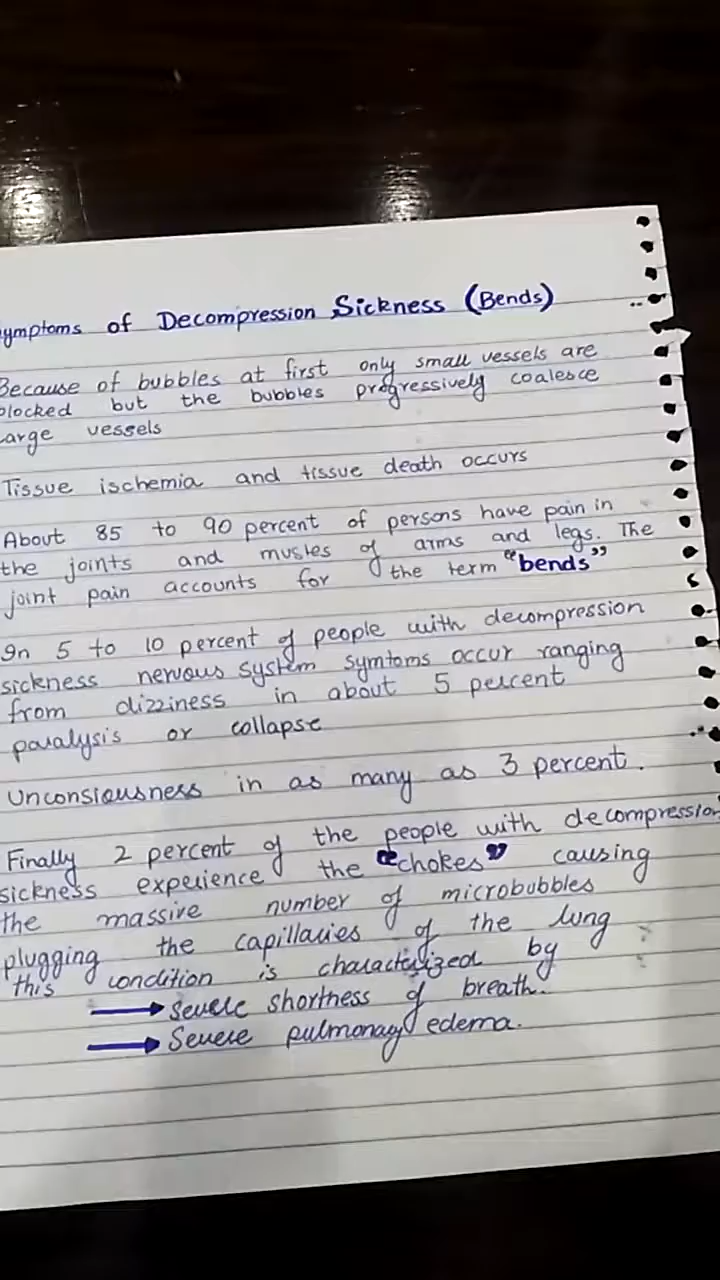 ymptoms of Decompression Sickness (Bends)
Because of bubbles at first only small vessels are
blocked but the bubbles progressively coalesce
arge vessels
Tissue ischemia and tissue death occurs
About 85 to 90 percent of persons have pain in
the joints and musles of arms and legs. The
joint pain accounts for the term "bends"
In 5 to 10 percent of people with decompression
sickness nervous system symtoms occur ranging
from dizziness in about 5 percent
paralysis or collapse
Unconsiousness in as many as 3 percent.
Finally 2 percent of the people with decompression
sickness experience the "chokes" causing
the massive number of microbubbles
plugging the capillaries of the lung
this condition is characterized by
→ severe shortness of breath.
→ Severe pulmonary edema.